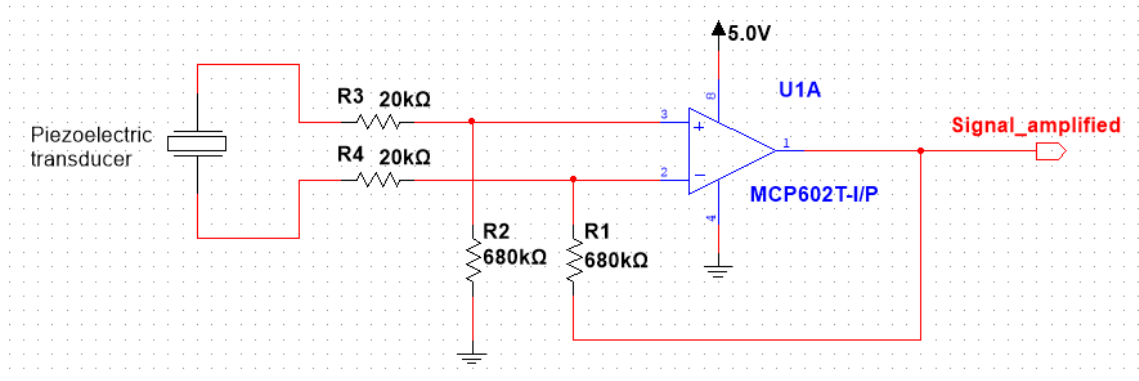 5.0V
U1A
8
R3 20kΩ
3
+
Signal_amplified
Piezoelectric
transducer
1
R4 20kΩ
2
−
MCP602T-I/P
4
R2
680kΩ
R1
680kΩ